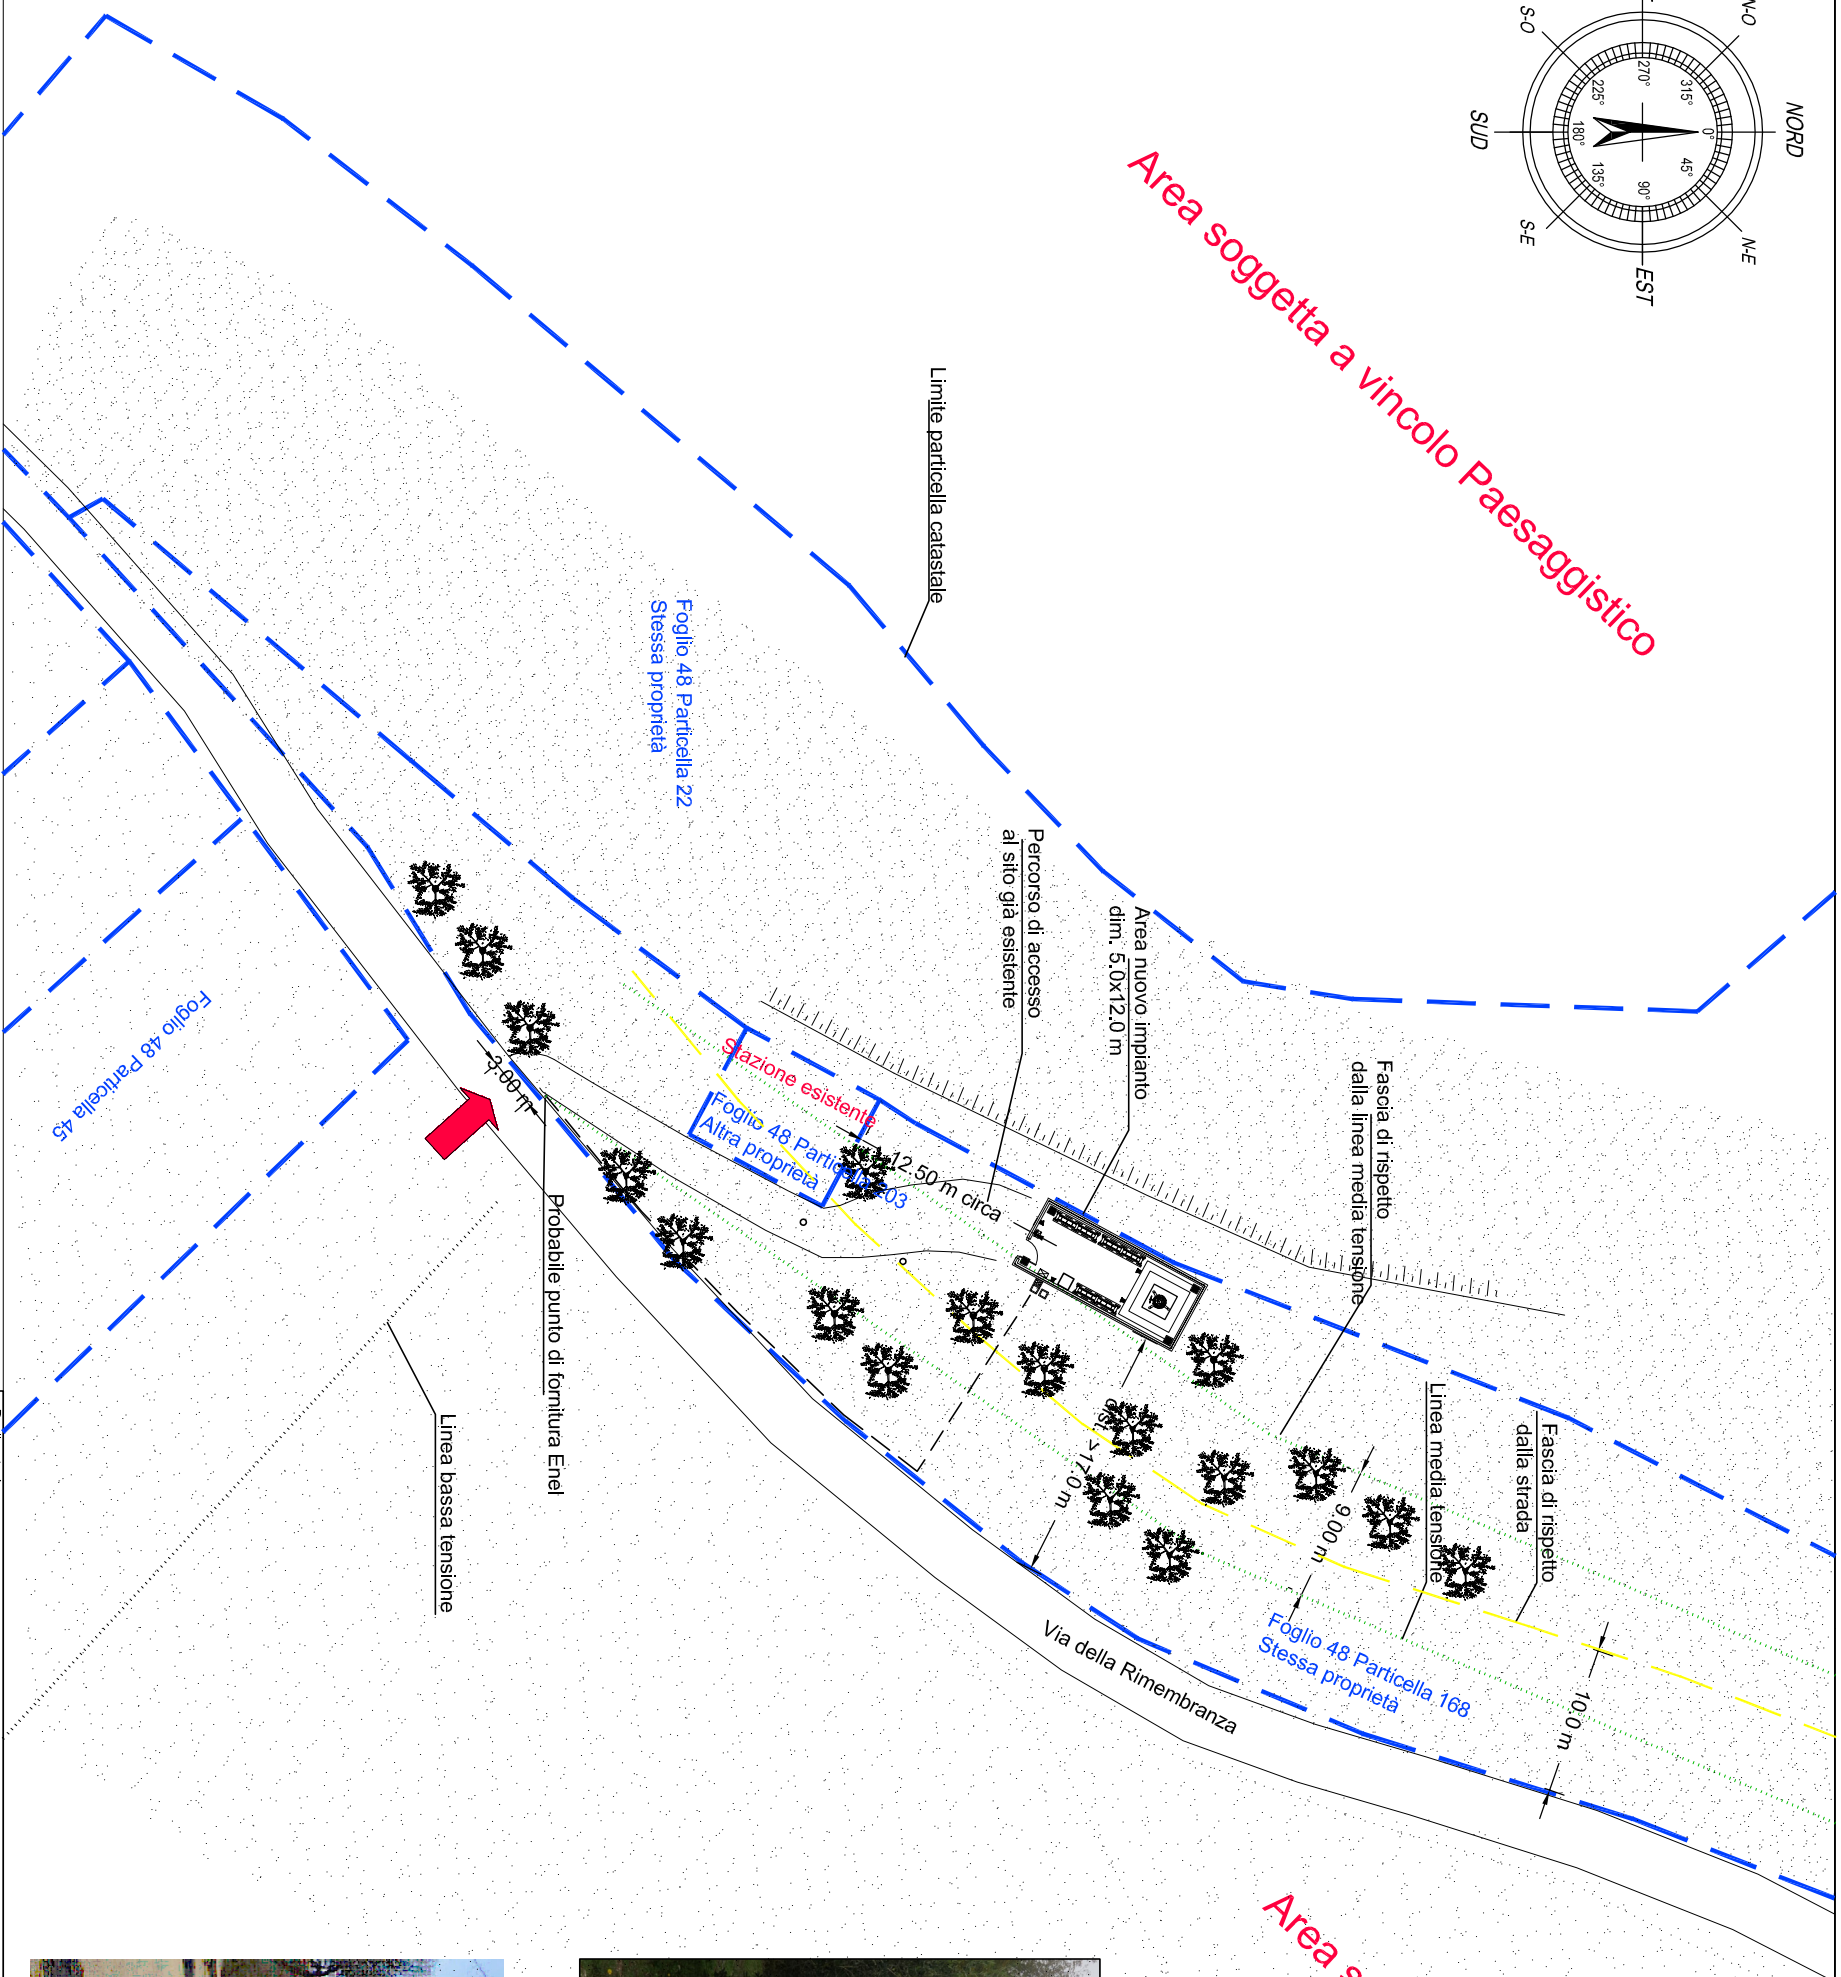 NORD
N-O
N-E
EST
S-E
SUD
S-O
0°
45°
90°
135°
180°
225°
270°
315°
Area soggetta a vincolo Paesaggistico
Limite particella catastale
Foglio 48 Particella 22
Stessa proprietà
Percorso di accesso
al sito già esistente
Area nuovo impianto
dim. 5.0x12.0 m
Fascia di rispetto
dalla linea media tensione
Linea media tensione
Fascia di rispetto
dalla strada
Stazione esistente
Foglio 48 Particella 203
Altra proprietà
12.50 m circa
3.00 m
>17.0 m
9.00 m
10.0 m
Foglio 48 Particella 168
Stessa proprietà
Via della Rimembranza
Probabile punto di fornitura Enel
Linea bassa tensione
Foglio 48 Particella 45
Area s